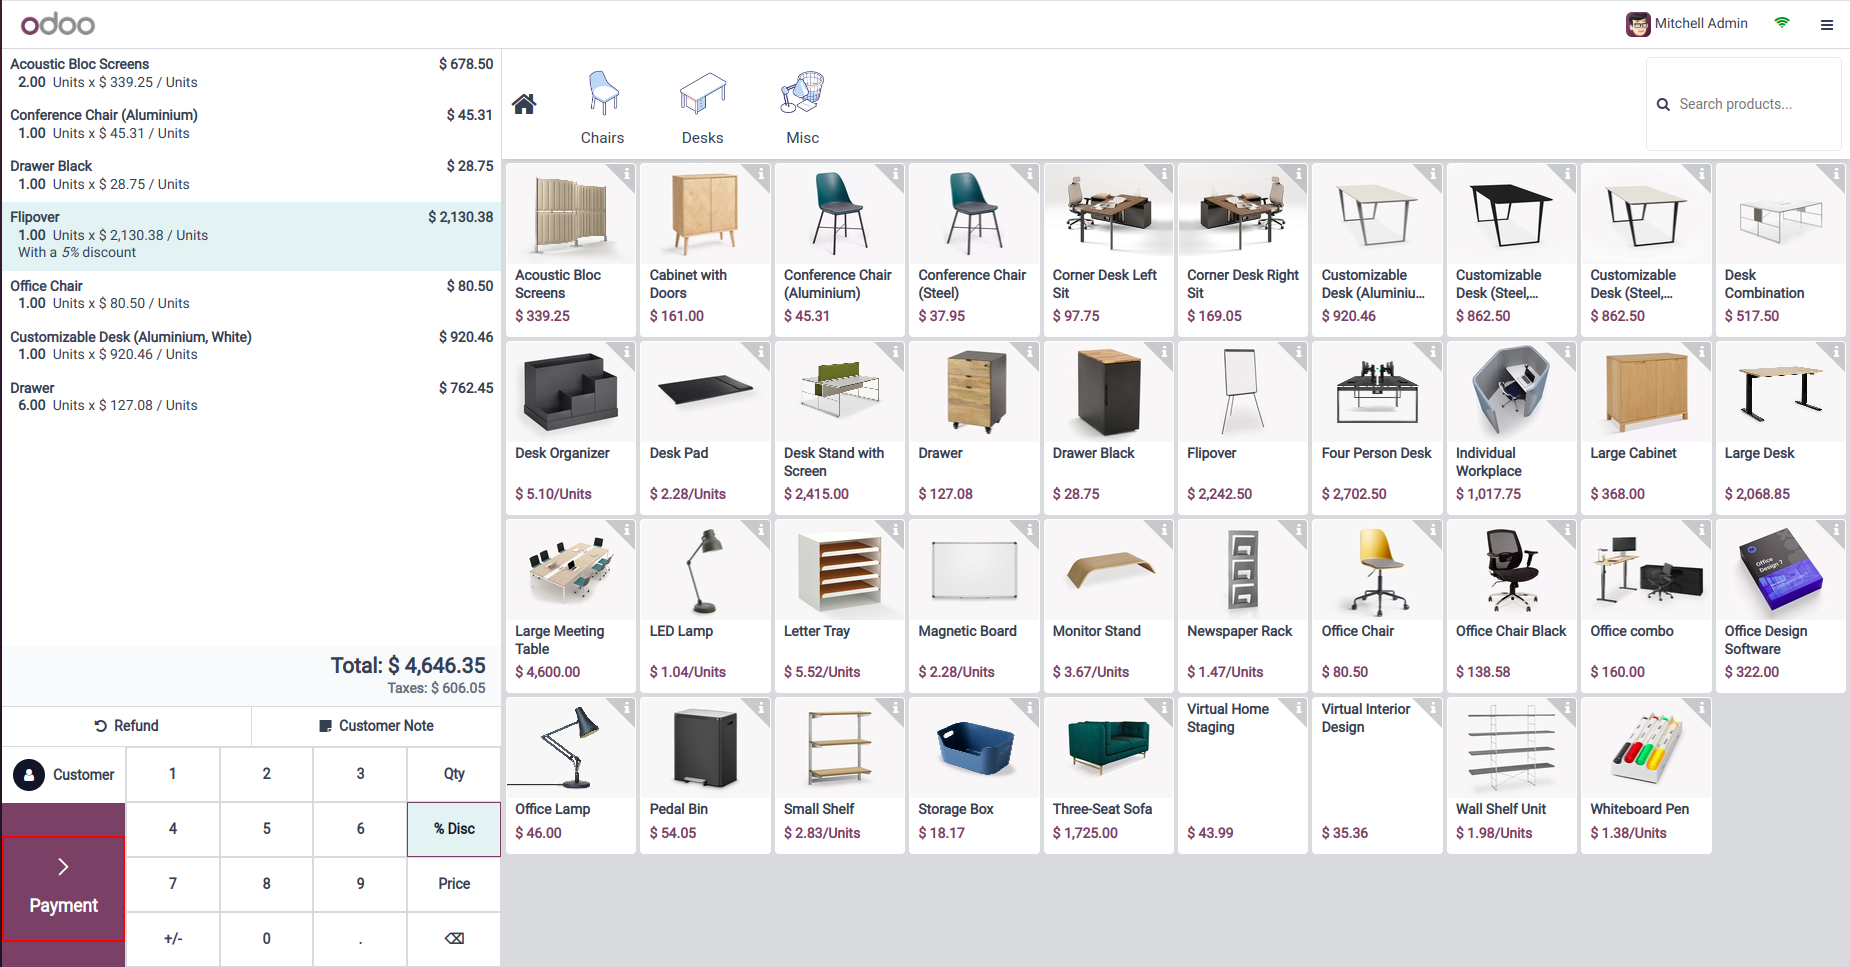 odoo
Mitchell Admin
Acoustic Bloc Screens $ 678.50
2.00 Units x $ 339.25 / Units
Conference Chair (Aluminium) $ 45.31
1.00 Units x $ 45.31 / Units
Drawer Black $ 28.75
1.00 Units x $ 28.75 / Units
Flipover $ 2,130.38
1.00 Units x $ 2,130.38 / Units
With a 5% discount
Office Chair $ 80.50
1.00 Units x $ 80.50 / Units
Customizable Desk (Aluminium, White) $ 920.46
1.00 Units x $ 920.46 / Units
Drawer $ 762.45
6.00 Units x $ 127.08 / Units
Total: $ 4,646.35
Taxes: $ 606.05
Refund
Customer Note
Customer
1 2 3 Qty
4 5 6 % Disc
7 8 9 Price
+/- 0 .
Payment
Chairs
Desks
Misc
Search products...
Acoustic Bloc
Screens
$ 339.25
Cabinet with
Doors
$ 161.00
Conference Chair
(Aluminium)
$ 45.31
Conference Chair
(Steel)
$ 37.95
Corner Desk Left
Sit
$ 97.75
Corner Desk Right
Sit
$ 169.05
Customizable
Desk (Aluminiu...
$ 920.46
Customizable
Desk (Steel,...
$ 862.50
Customizable
Desk (Steel,...
$ 862.50
Desk
Combination
$ 517.50
Desk Organizer
$ 5.10/Units
Desk Pad
$ 2.28/Units
Desk Stand with
Screen
$ 2,415.00
Drawer
$ 127.08
Drawer Black
$ 28.75
Flipover
$ 2,242.50
Four Person Desk
$ 2,702.50
Individual
Workplace
$ 1,017.75
Large Cabinet
$ 368.00
Large Desk
$ 2,068.85
Large Meeting
Table
$ 4,600.00
LED Lamp
$ 1.04/Units
Letter Tray
$ 5.52/Units
Magnetic Board
$ 2.28/Units
Monitor Stand
$ 3.67/Units
Newspaper Rack
$ 1.47/Units
Office Chair
$ 80.50
Office Chair Black
$ 138.58
Office combo
$ 160.00
Office
Design 7
Office Design
Software
$ 322.00
Office Lamp
$ 46.00
Pedal Bin
$ 54.05
Small Shelf
$ 2.83/Units
Storage Box
$ 18.17
Three-Seat Sofa
$ 1,725.00
Virtual Home
Staging
$ 43.99
Virtual Interior
Design
$ 35.36
Wall Shelf Unit
$ 1.98/Units
Whiteboard Pen
$ 1.38/Units